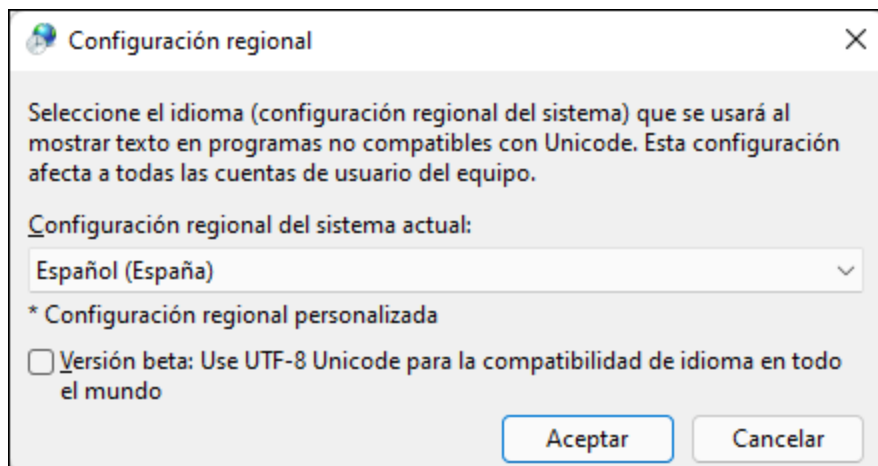 Configuración regional
Seleccione el idioma (configuración regional del sistema) que se usará al
mostrar texto en programas no compatibles con Unicode. Esta configuración
afecta a todas las cuentas de usuario del equipo.
Configuración regional del sistema actual:
Español (España)
* Configuración regional personalizada
Versión beta: Use UTF-8 Unicode para la compatibilidad de idioma en todo
el mundo
Aceptar Cancelar